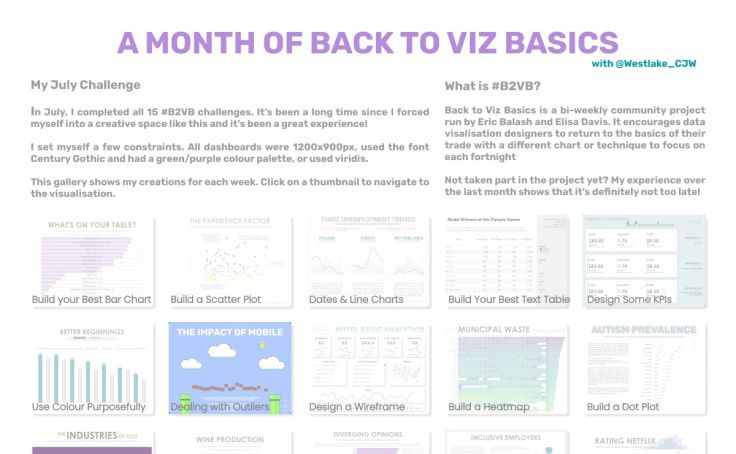 A MONTH OF BACK TO VIZ BASICS
with @Westlake_CJW
My July Challenge
In July, I completed all 15 #B2VB challenges. It's been a long time since I forced
myself into a creative space like this and it's been a great experience!
I set myself a few constraints. All dashboards were 1200x900px, used the font
Century Gothic and had a green/purple colour palette, or used viridis.
This gallery shows my creations for each week. Click on a thumbnail to navigate to
the visualisation.
What is #B2VB?
Back to Viz Basics is a bi-weekly community project
run by Eric Balash and Elisa Davis. It encourages data
visalisation designers to return to the basics of their
trade with a different chart or technique to focus on
each fortnight
Not taken part in the project yet? My experience over
the last month shows that it's definitely not too late!
WHAT'S ON YOUR TABLE?
Build your Best Bar Chart
THE EXPERIENCE FACTOR
Build a Scatter Plot
THREE UNEMPLOYMENT TRENDS
Dates & Line Charts
Medal Winners at the Olympic Games
Build Your Best Text Table
Design Some KPIs
BETTER BEGINNINGS
Use Colour Purposefully
THE IMPACT OF MOBILE
Dealing with Outliers
HOTEL BASIC ANALYTICS
Design a Wireframe
MUNICIPAL WASTE
Build a Heatmap
AUTISM PREVALENCE
Build a Dot Plot
THE INDUSTRIES
WINE PRODUCTION
DIVERGING OPINIONS
INCLUSIVE EMPLOYERS
RATING NETFLIX